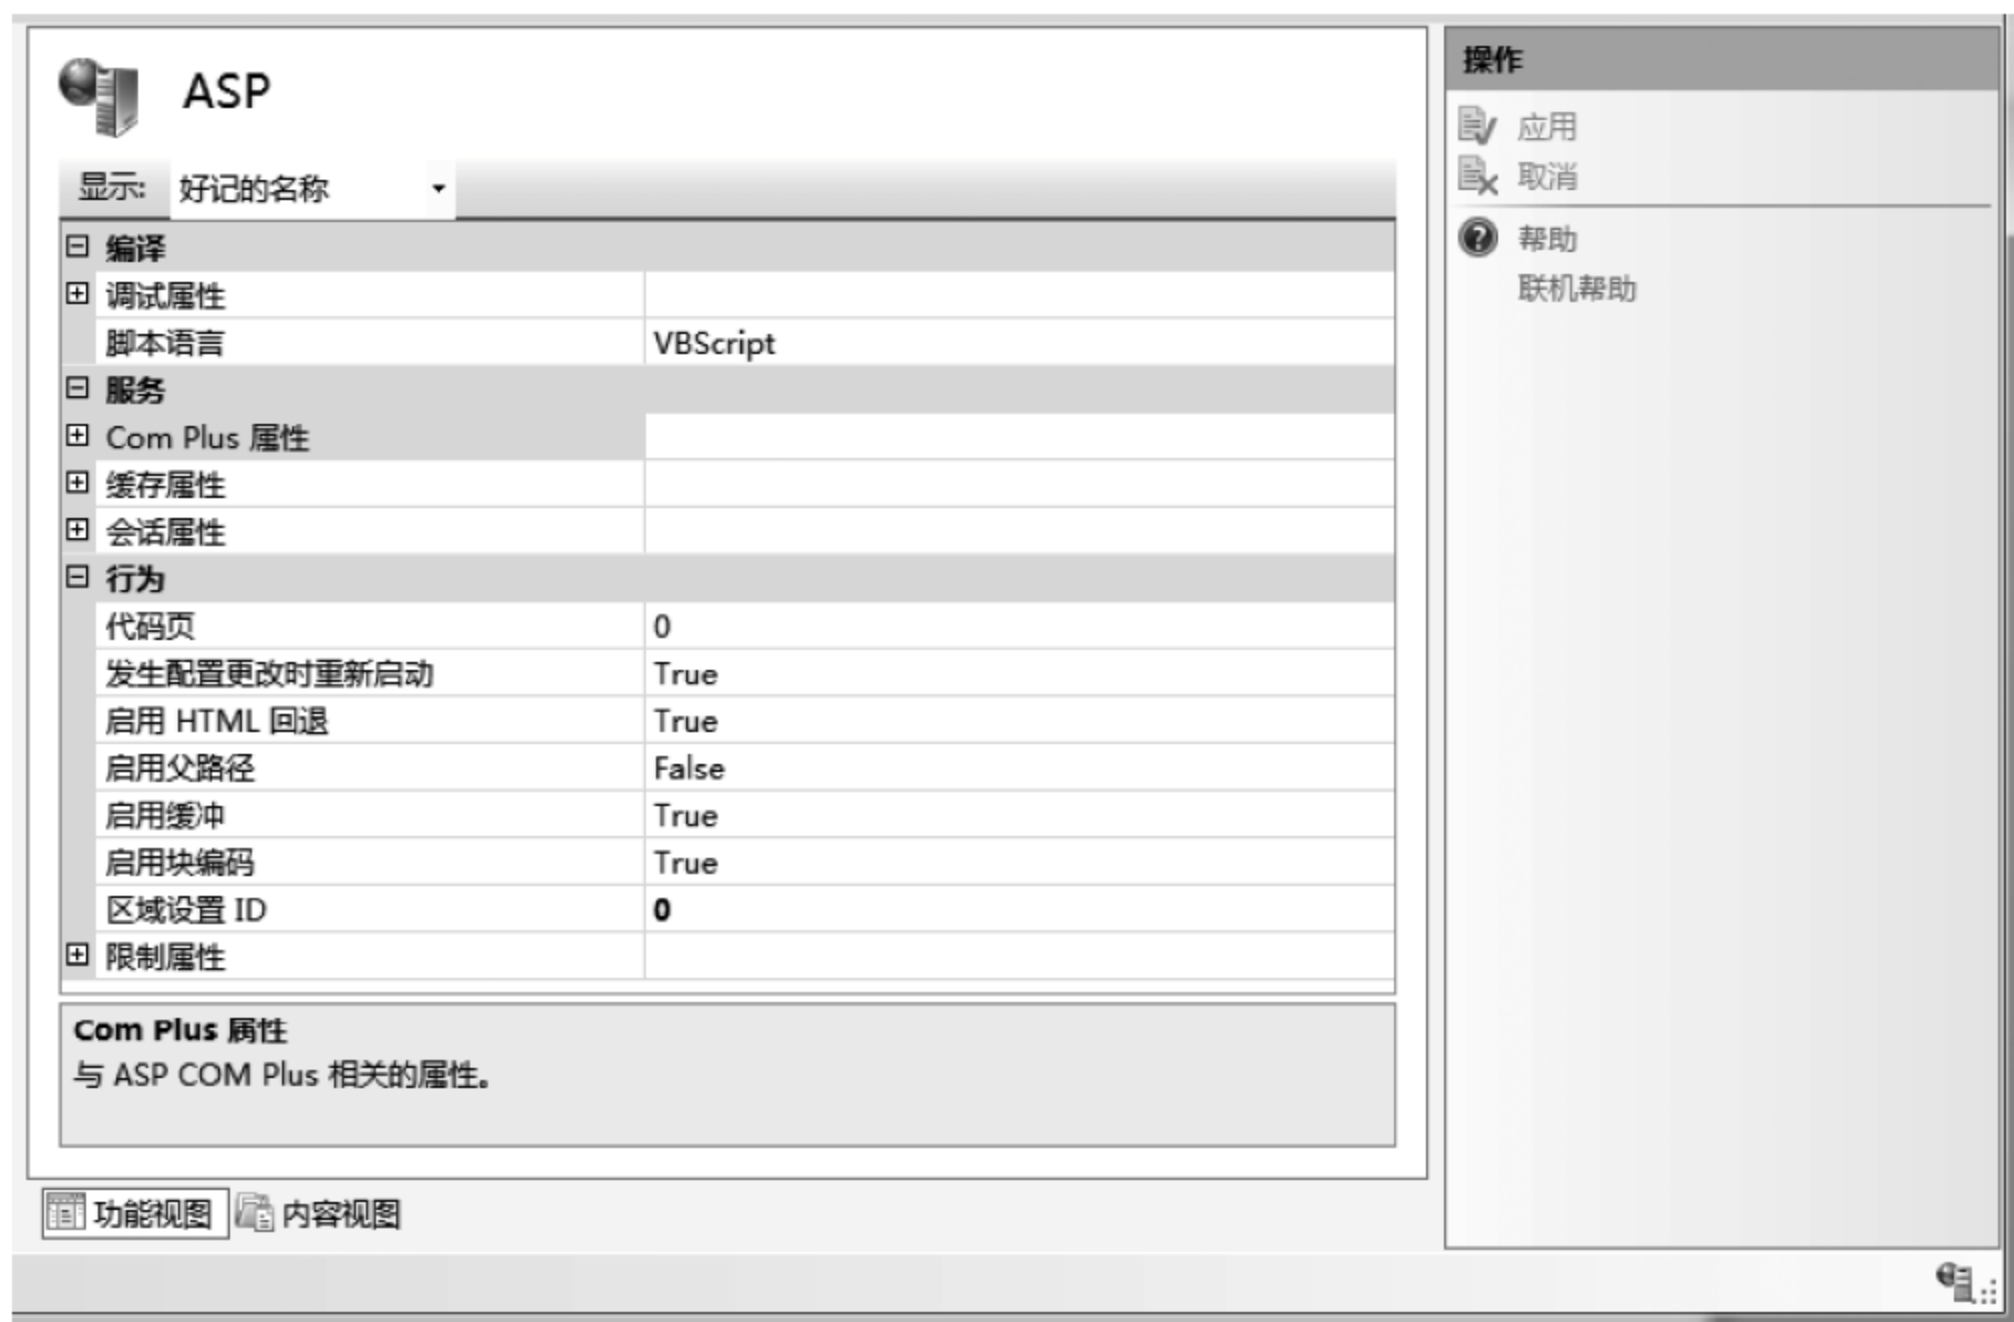 ASP
显示: 好记的名称
编译
调试属性
脚本语言 VBScript
服务
Com Plus 属性
缓存属性
会话属性
行为
代码页 0
发生配置更改时重新启动 True
启用 HTML 回退 True
启用父路径 False
启用缓冲 True
启用块编码 True
区域设置 ID 0
限制属性
Com Plus 属性
与 ASP COM Plus 相关的属性。
功能视图 内容视图
操作
应用
取消
帮助
联机帮助